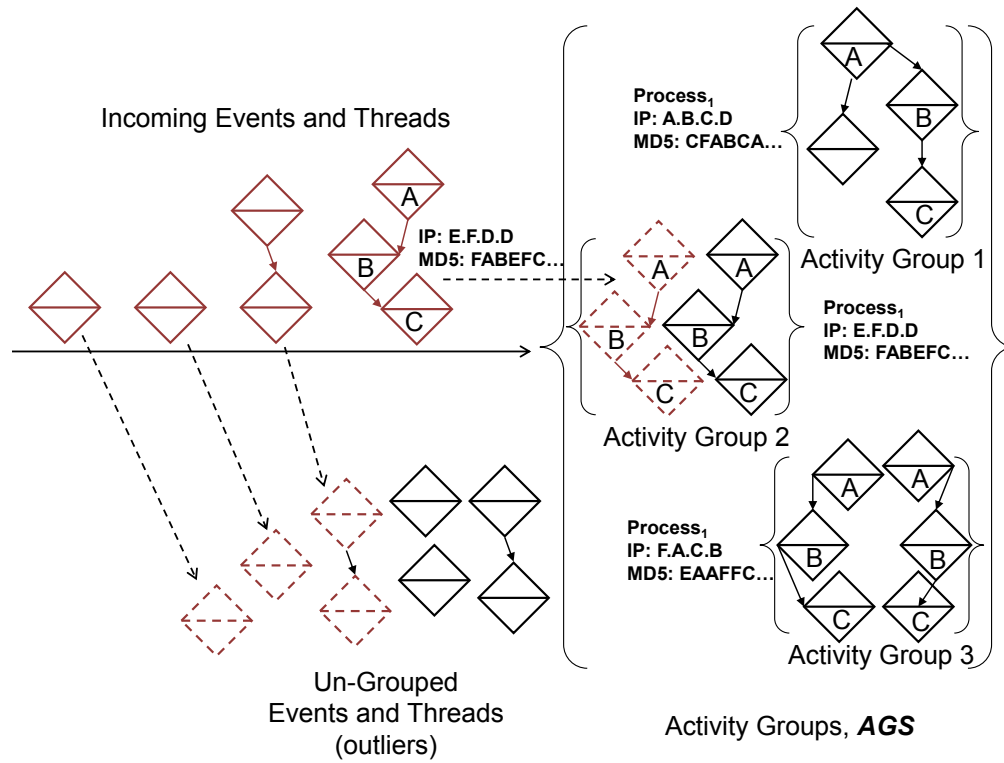 Incoming Events and Threads
A
B
C
IP: E.F.D.D
MD5: FABEFC…
Process1
IP: A.B.C.D
MD5: CFABCA…
A
B
C
Activity Group 1
A
B
C
A
B
C
Process1
IP: E.F.D.D
MD5: FABEFC…
Activity Group 2
Process1
IP: F.A.C.B
MD5: EAAFFC…
A
B
C
A
B
C
Activity Group 3
Un-Grouped
Events and Threads
(outliers)
Activity Groups, AGS